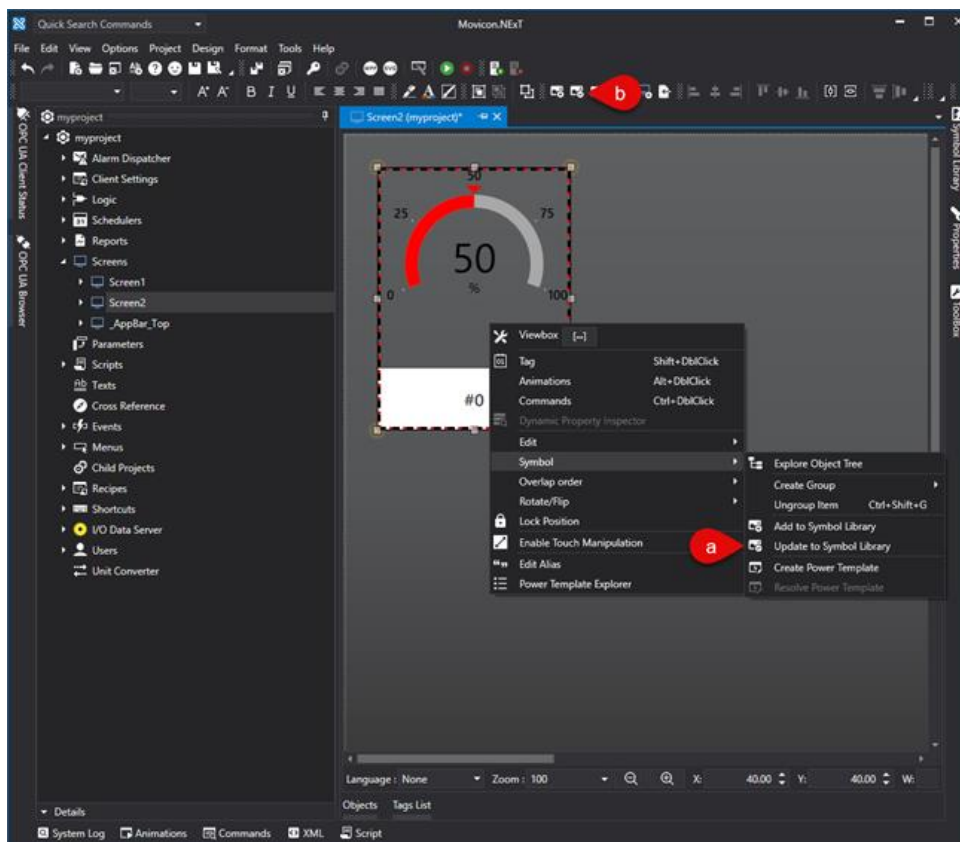 Quick Search Commands
Movicon.NExT
File Edit View Options Project Design Format Tools Help
A A B I U
b
myproject
Screen2 (myproject)*
OPC UA Client Status
OPC UA Browser
myproject
Alarm Dispatcher
Client Settings
Logic
Schedulers
Reports
Screens
Screen1
Screen2
_AppBar_Top
Parameters
Scripts
Texts
Cross Reference
Events
Menus
Child Projects
Recipes
Shortcuts
I/O Data Server
Users
Unit Converter
Details
50
25 75
50
%
0 100
#0
Viewbox [--]
Tag Shift+DblClick
Animations Alt+DblClick
Commands Ctrl+DblClick
Dynamic Property Inspector
Edit
Symbol
Overlap order
Rotate/Flip
Lock Position
Enable Touch Manipulation
Edit Alias
Power Template Explorer
Explore Object Tree
Create Group
Ungroup Item Ctrl+Shift+G
Add to Symbol Library
a
Update to Symbol Library
Create Power Template
Resolve Power Template
Symbol Library
Properties
ToolBox
Language : None Zoom : 100 X: 40.00 Y: 40.00 W:
Objects Tags List
System Log Animations Commands XML Script